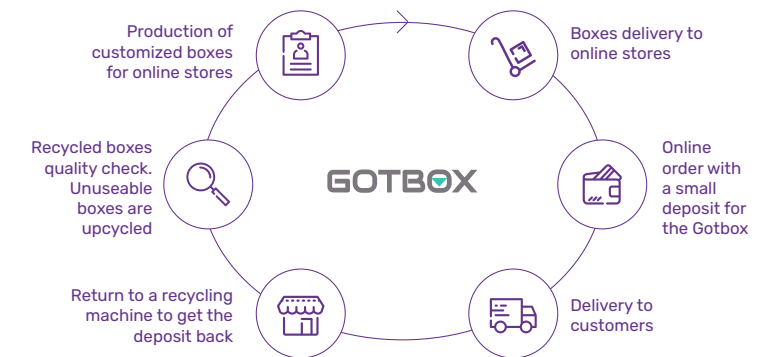 Production of
customized boxes
for online stores
Boxes delivery to
online stores
Online
order with
a small
deposit for
the Gotbox
Delivery to
customers
Return to a recycling
machine to get the
deposit back
Recycled boxes
quality check.
Unuseable
boxes are
upcycled
GOTBOX